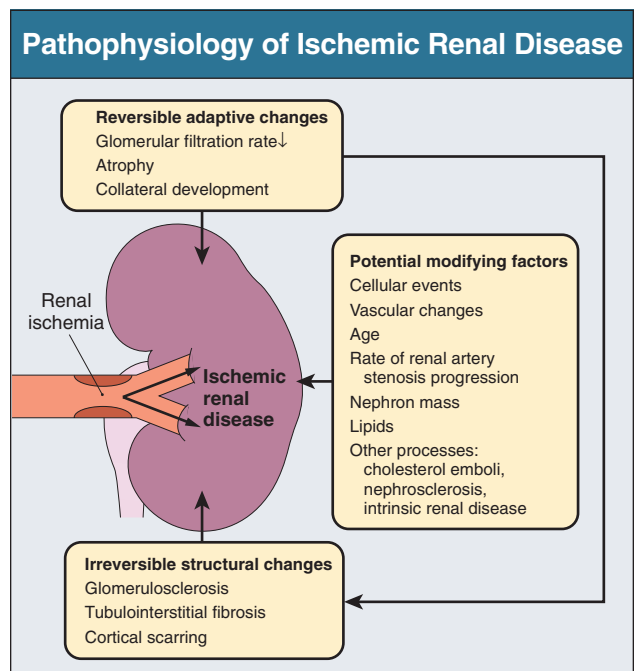 Pathophysiology of Ischemic Renal Disease
Reversible adaptive changes
Glomerular filtration rate↓
Atrophy
Collateral development
Renal
ischemia
Ischemic
renal
disease
Potential modifying factors
Cellular events
Vascular changes
Age
Rate of renal artery
stenosis progression
Nephron mass
Lipids
Other processes:
cholesterol emboli,
nephrosclerosis,
intrinsic renal disease
Irreversible structural changes
Glomerulosclerosis
Tubulointerstitial fibrosis
Cortical scarring